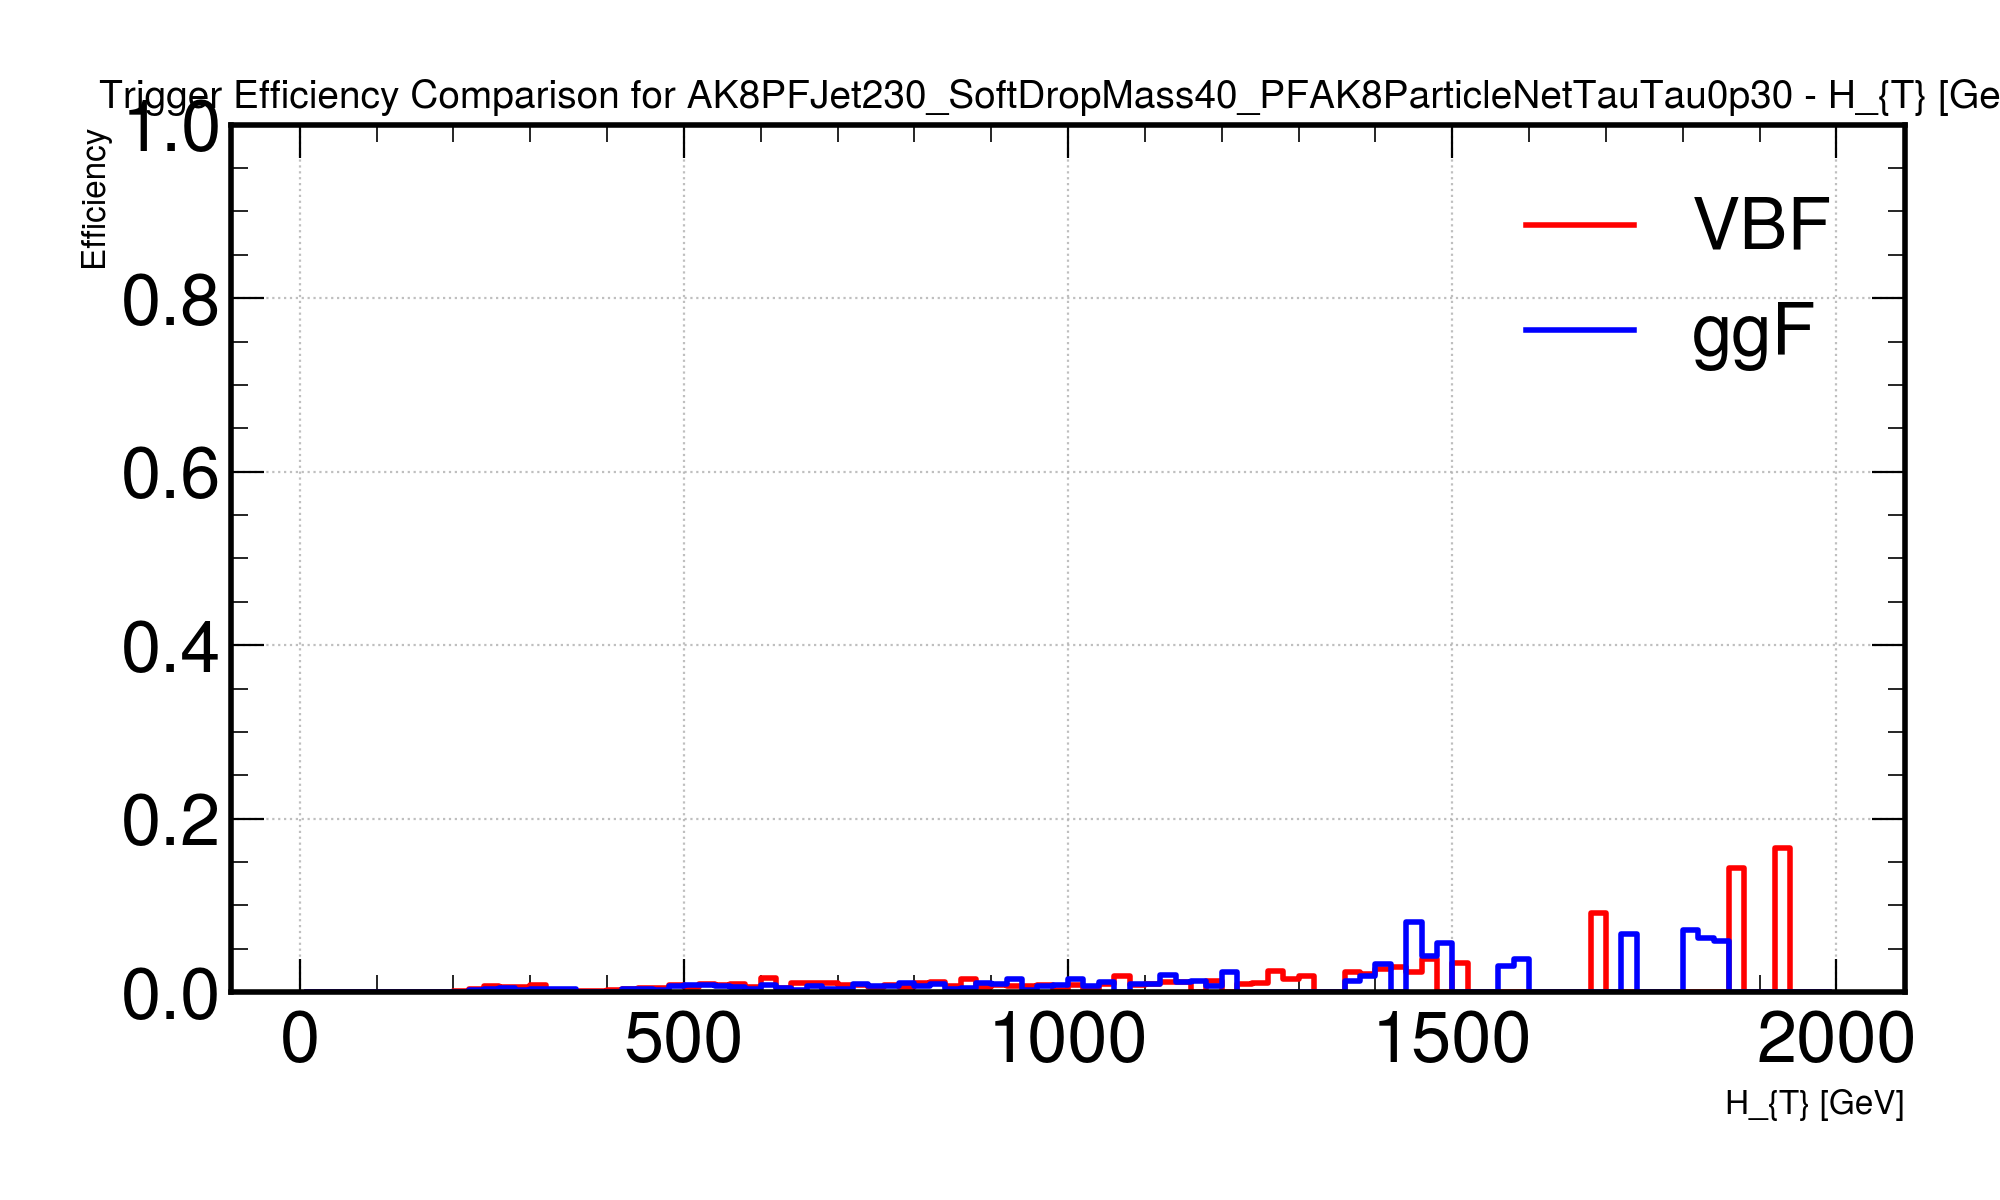 Trigger Efficiency Comparison for AK8PFJet230_SoftDropMass40_PFAK8ParticleNetTauTau0p30 - H_{T} [Ge
Efficiency
1.0
0.8
0.6
0.4
0.2
0.0
VBF
ggF
0 500 1000 1500 2000
H_{T} [GeV]